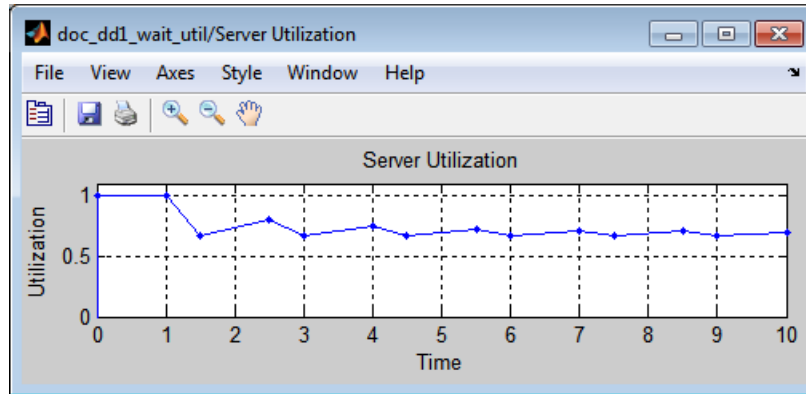 doc_dd1_wait_util/Server Utilization
File View Axes Style Window Help
Server Utilization
Utilization
1
0.5
0
0 1 2 3 4 5 6 7 8 9 10
Time